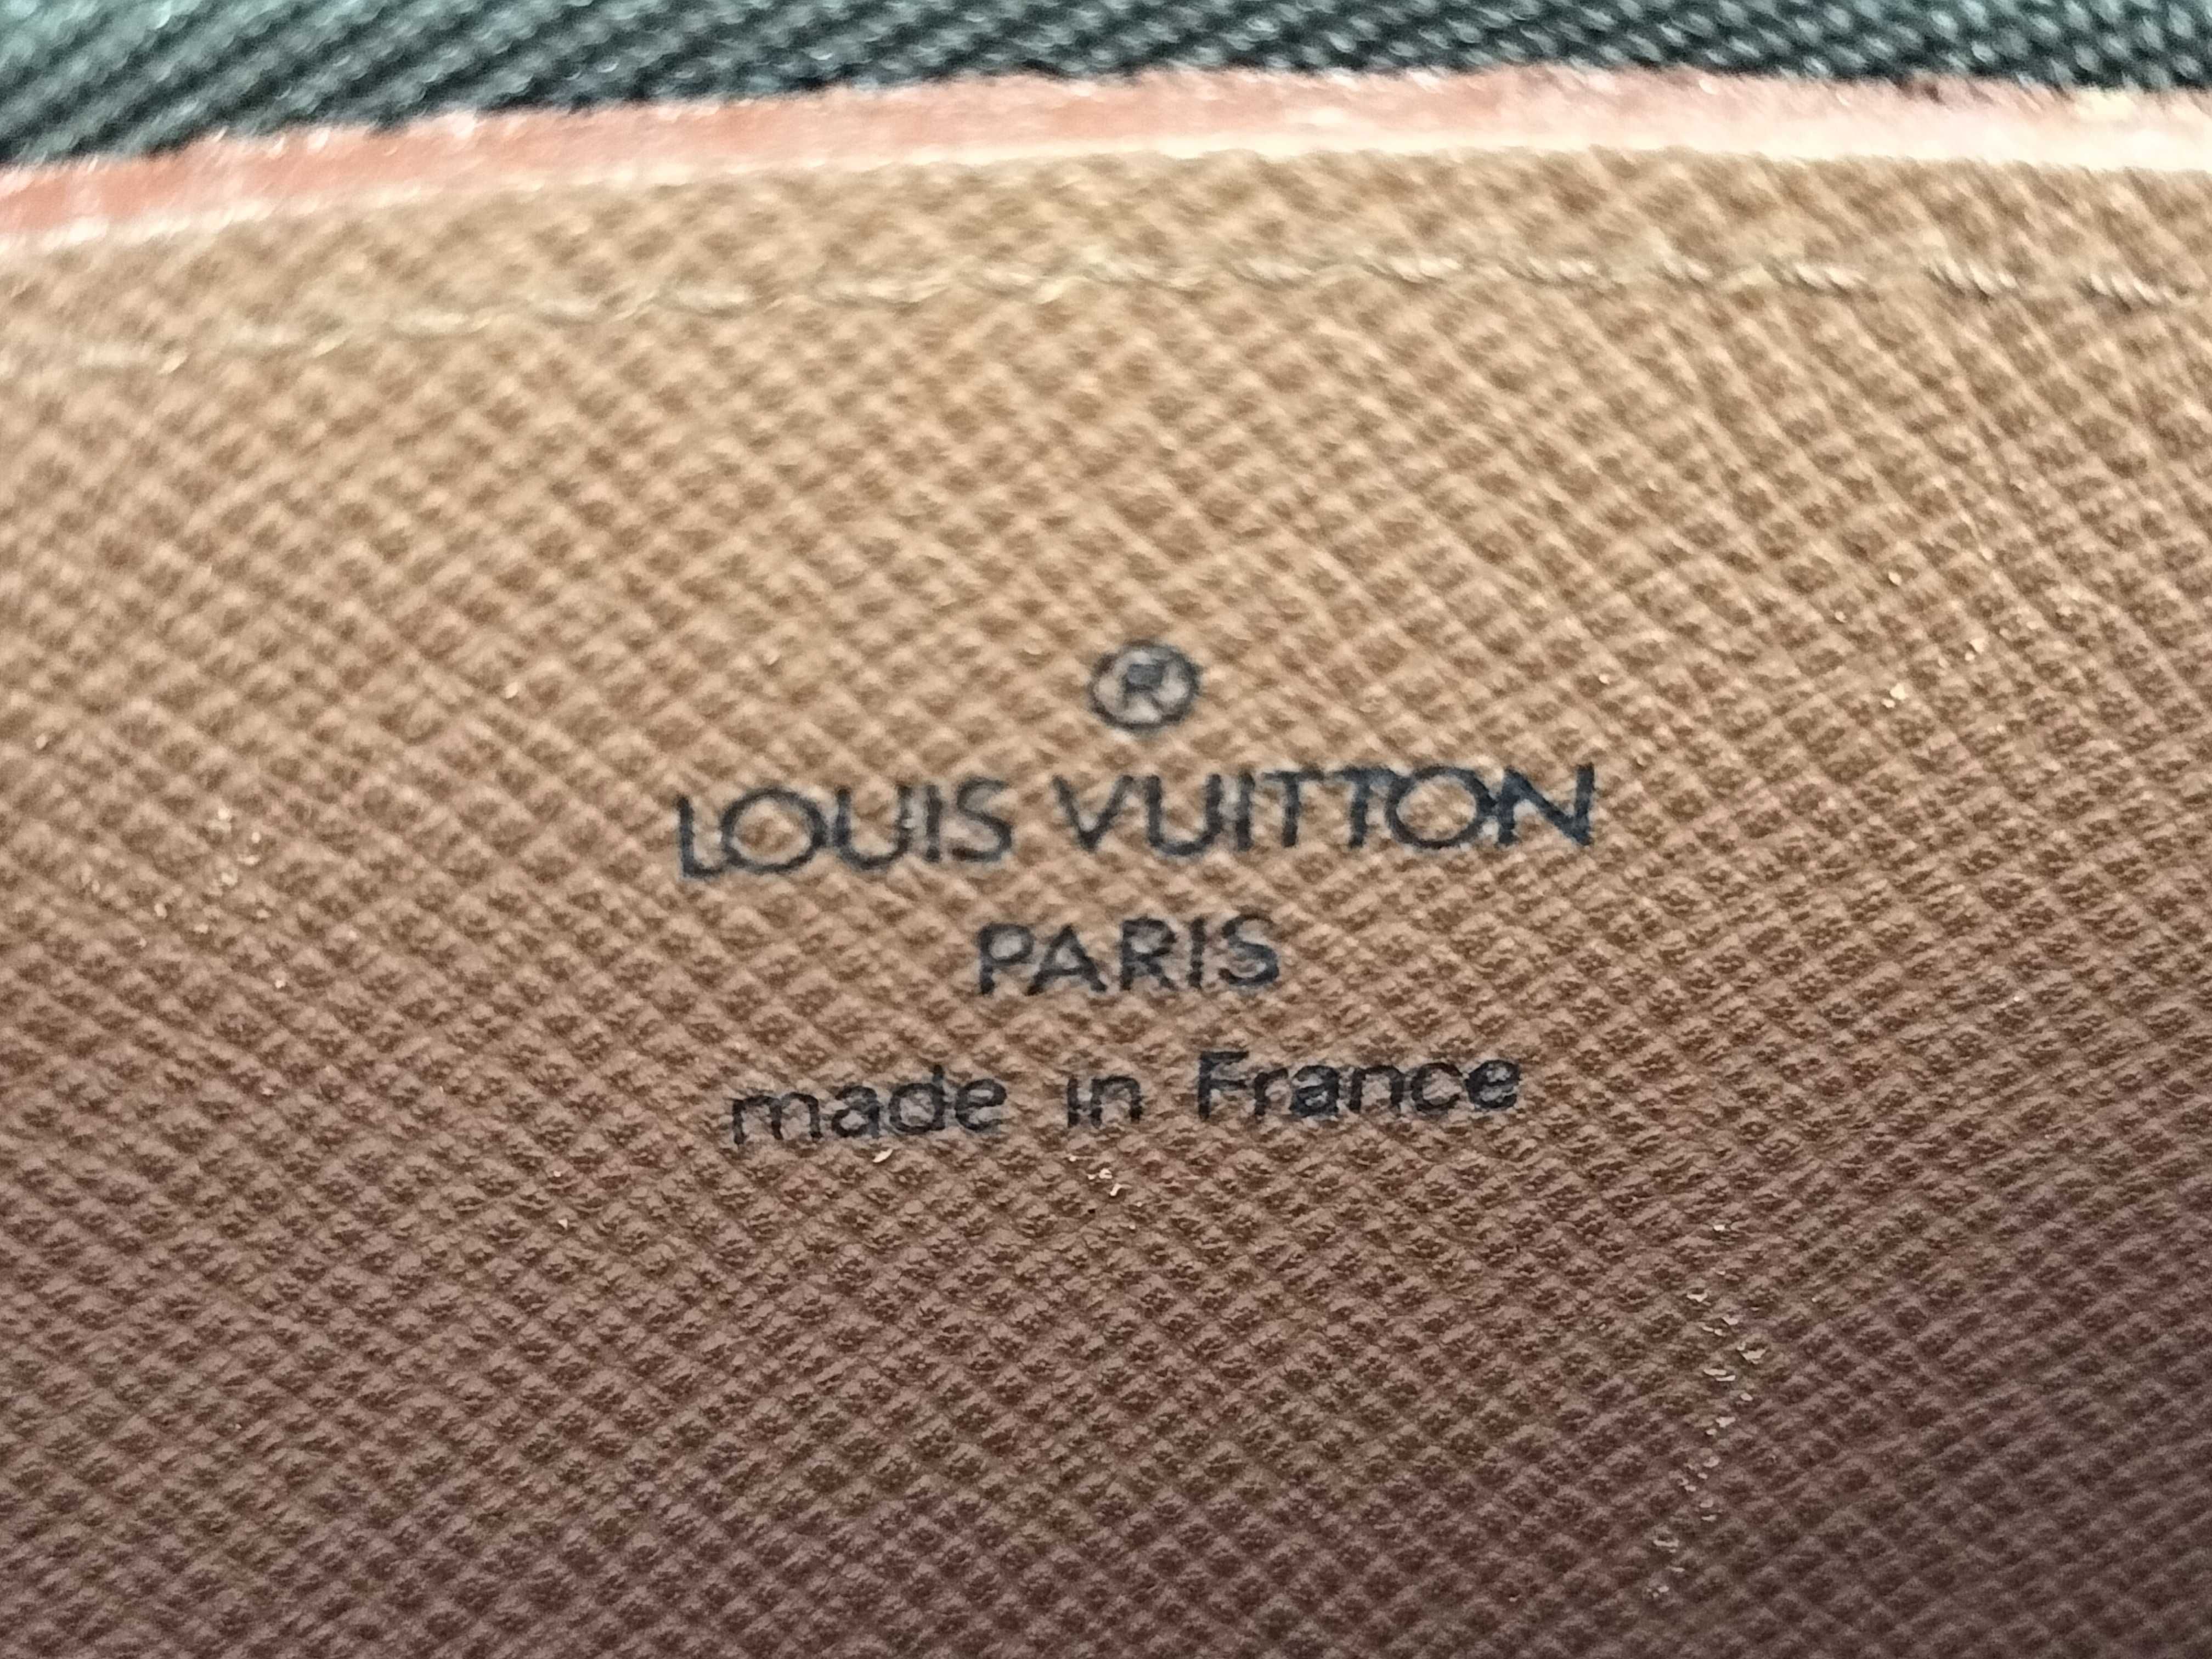 ®
LOUIS VUITTON
PARIS
made in France